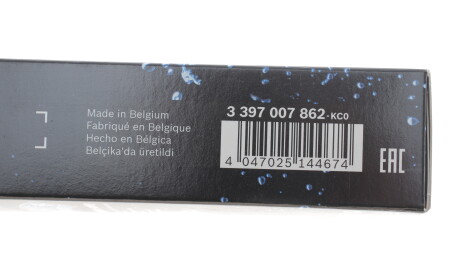 Made in Belgium
Fabriqué en Belgique
Hecho en Bélgica
Belçika'da üretildi
3 397 007 862-KC0
4 047025 144674
EAC